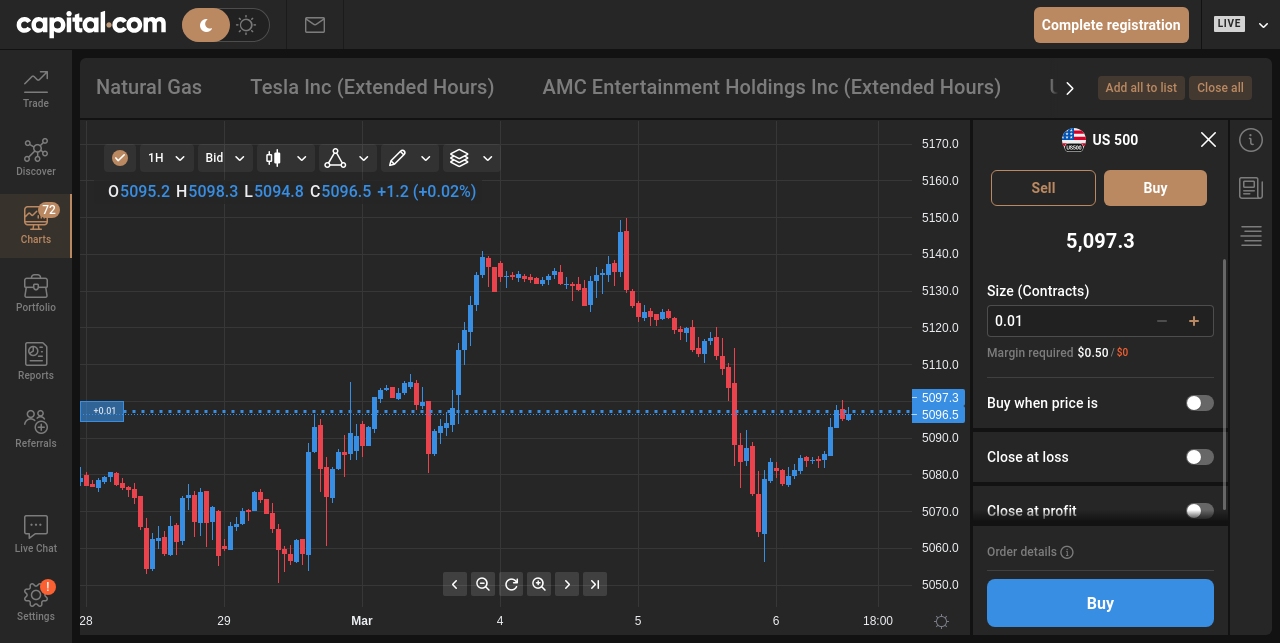 capital.com
Complete registration
LIVE
Trade
Discover
72
Charts
Portfolio
Reports
Referrals
Live Chat
!
Settings
Natural Gas
Tesla Inc (Extended Hours)
AMC Entertainment Holdings Inc (Extended Hours)
Add all to list
Close all
1H
Bid
O5095.2 H5098.3 L5094.8 C5096.5 +1.2 (+0.02%)
5170.0
5160.0
5150.0
5140.0
5130.0
5120.0
5110.0
5097.3
5096.5
5090.0
5080.0
5070.0
5060.0
5050.0
+0.01
28
29
Mar
4
5
6
18:00
US500
US 500
Sell
Buy
5,097.3
Size (Contracts)
0.01
Margin required $0.50 / $0
Buy when price is
Close at loss
Close at profit
Order details
Buy